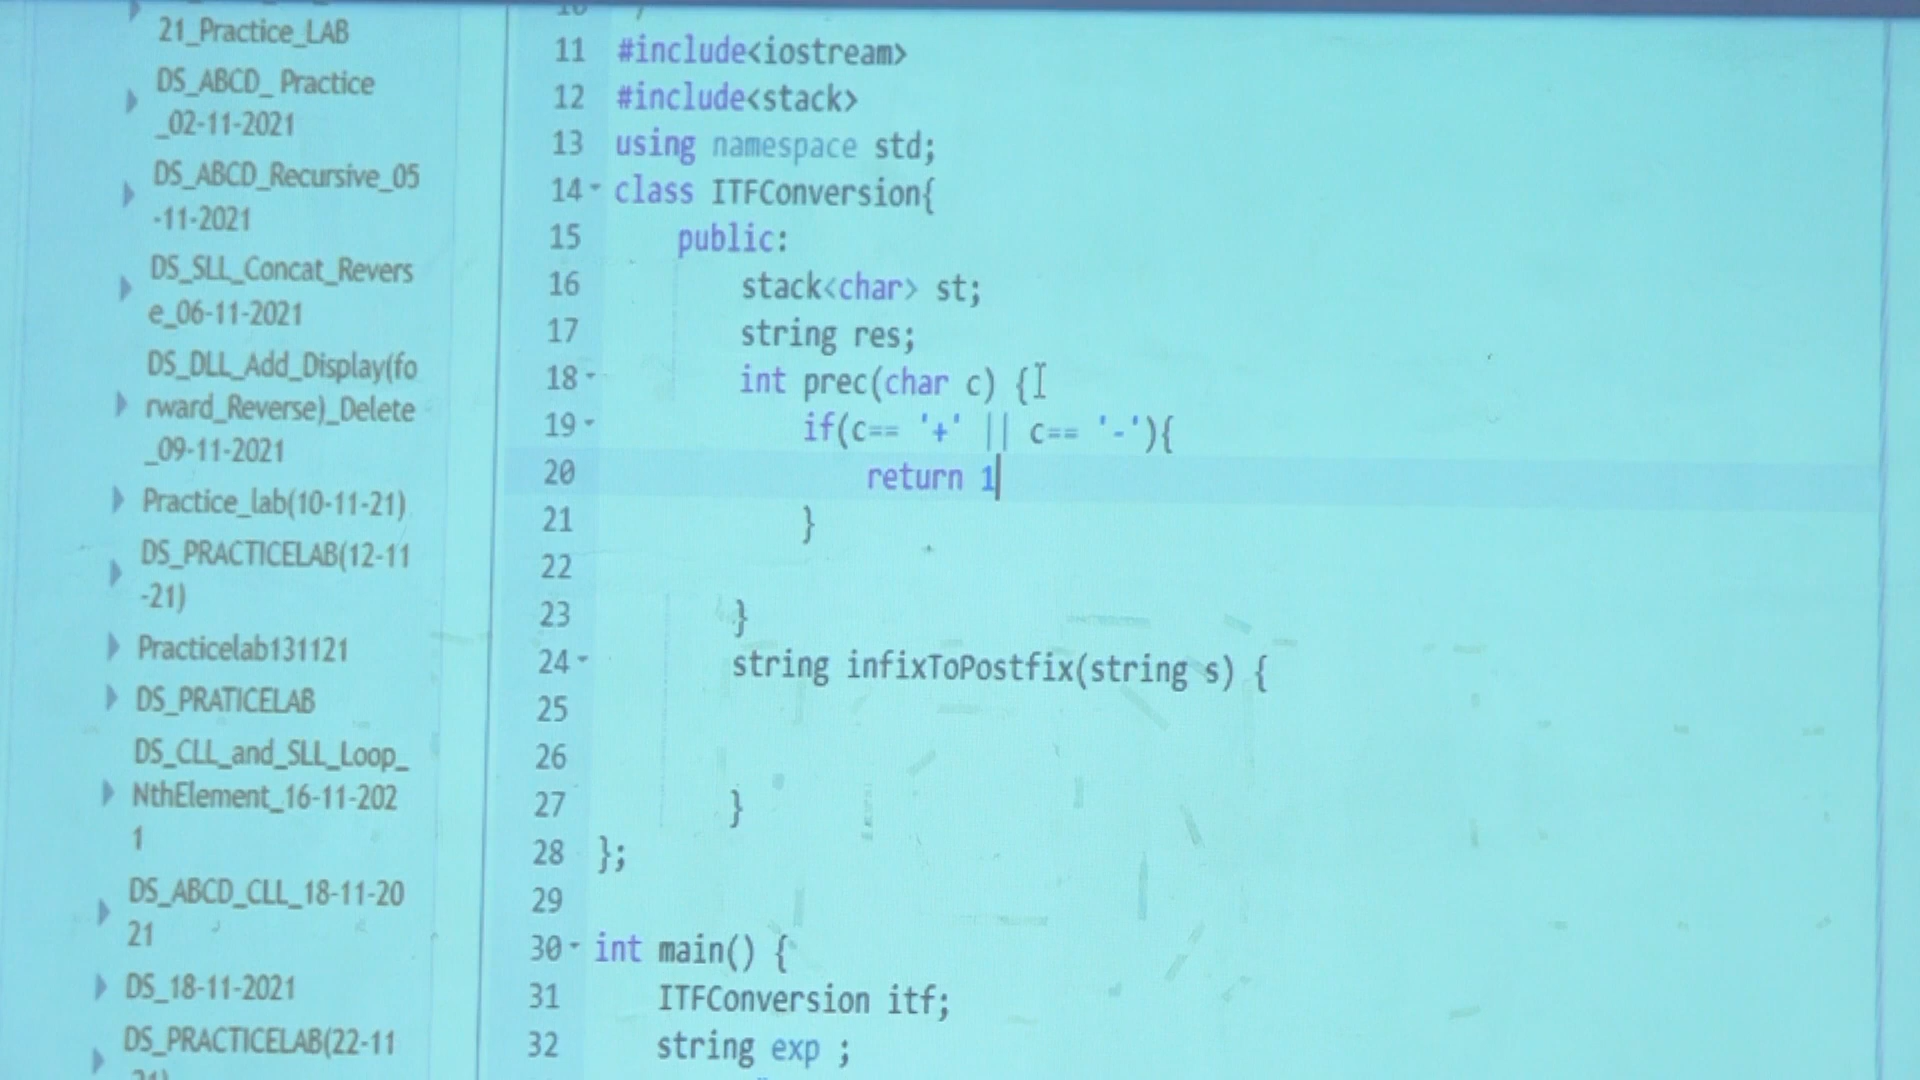 21_Practice_LAB
DS_ABCD_ Practice
_02-11-2021
DS_ABCD_Recursive_05
-11-2021
DS_SLL_Concat_Revers
e_06-11-2021
DS_DLL_Add_Display(fo
rward_Reverse)_Delete
_09-11-2021
Practice_lab(10-11-21)
DS_PRACTICELAB(12-11
-21)
Practicelab131121
DS_PRATICELAB
DS_CLL_and_SLL_Loop_
NthElement_16-11-202
1
DS_ABCD_CLL_18-11-20
21
DS_18-11-2021
DS_PRACTICELAB(22-11
11 #include<iostream>
12 #include<stack>
13 using namespace std;
14 class ITFConversion{
15 public:
16 stack<char> st;
17 string res;
18 int prec(char c) {
19 if(c== '+' || c== '-'){
20 return 1
21 }
22
23 }
24 string infixToPostfix(string s) {
25
26
27 }
28 };
29
30 int main() {
31 ITFConversion itf;
32 string exp ;